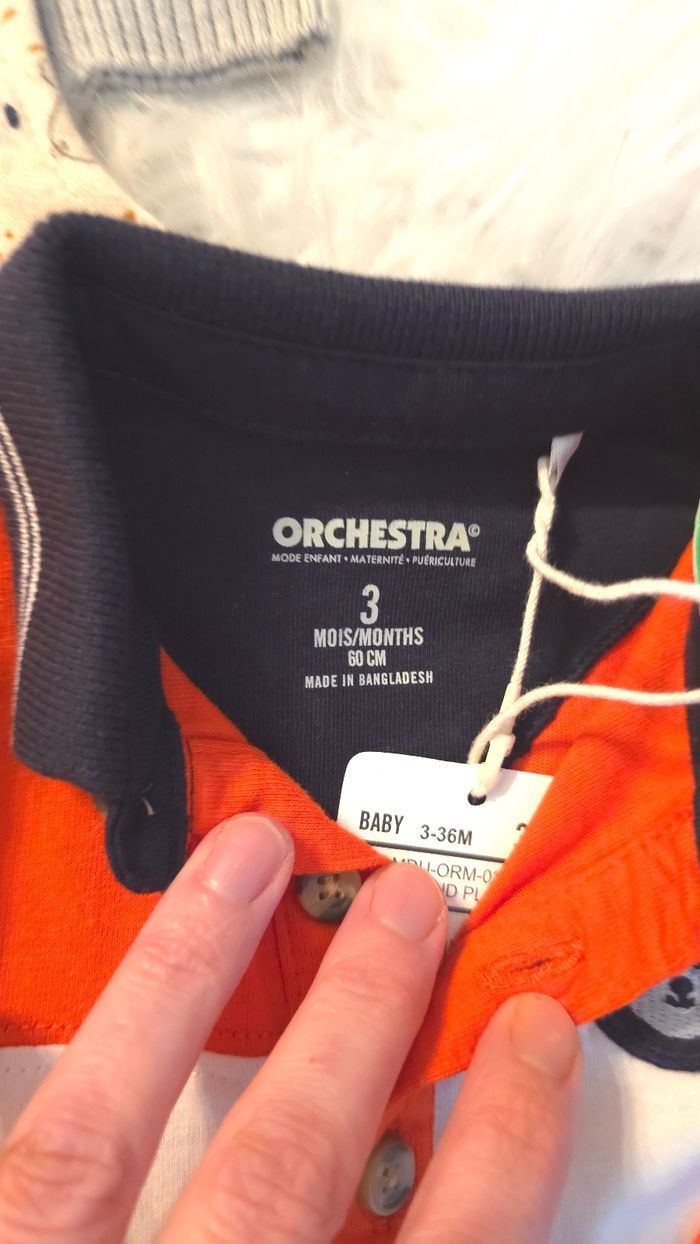 ORCHESTRA©
MODE ENFANT • MATERNITÉ • PUÉRICULTURE
3
MOIS/MONTHS
60 CM
MADE IN BANGLADESH
BABY 3-36M